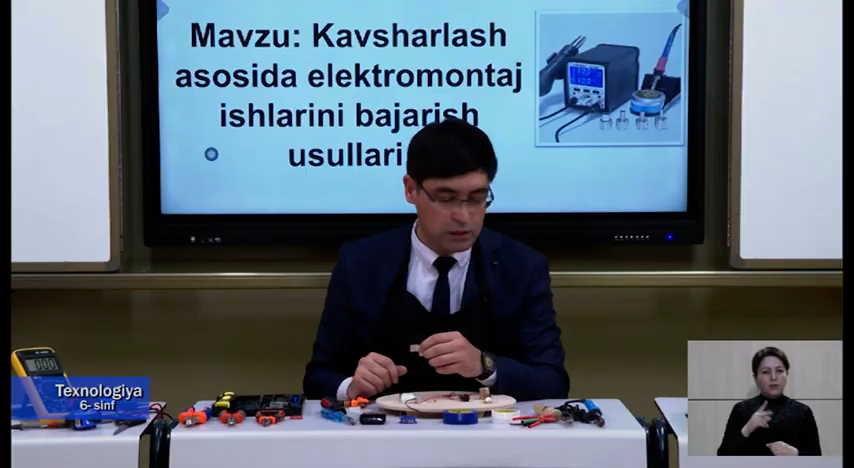 Mavzu: Kavsharlash
asosida elektromontaj
ishlarini bajarish
usullari
Texnologiya
6- sinf